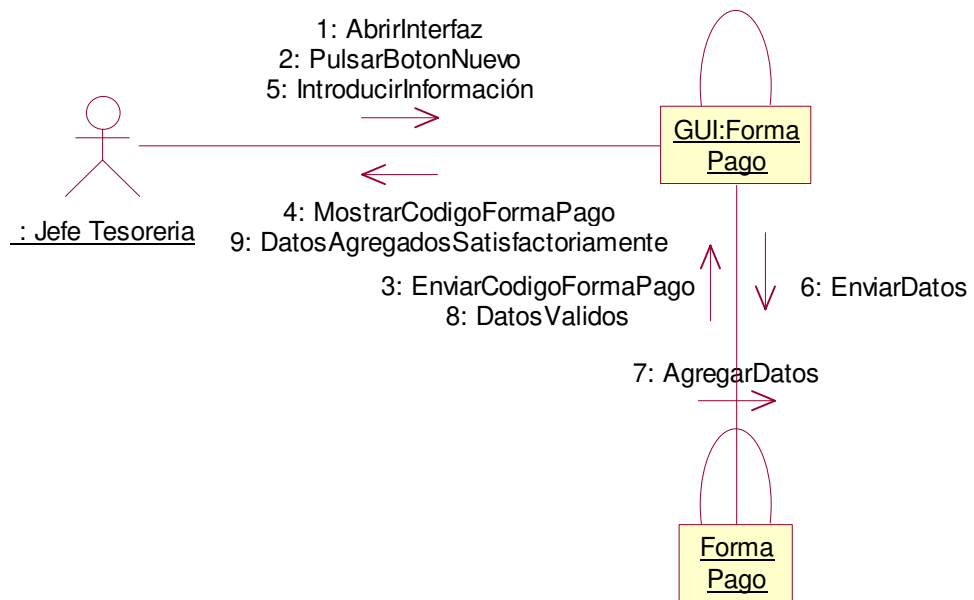 1: AbrirInterfaz
2: PulsarBotonNuevo
5: IntroducirInformación
GUI:Forma
Pago
: Jefe Tesoreria
4: MostrarCodigoFormaPago
9: DatosAgregadosSatisfactoriamente
3: EnviarCodigoFormaPago
8: DatosValidos
6: EnviarDatos
7: AgregarDatos
Forma
Pago